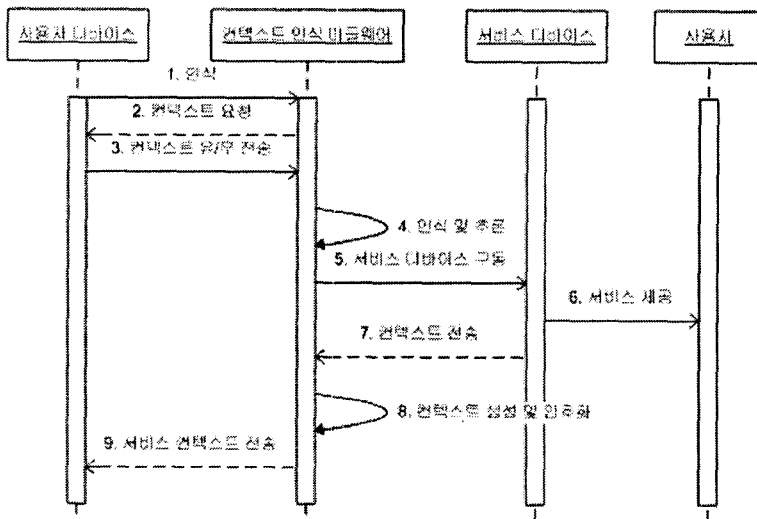 사용자 디바이스
컨텍스트 인식 미들웨어
서비스 디바이스
사용자
1. 인식
2. 컨텍스트 요청
3. 컨텍스트 유/무 전송
4. 인식 및 추론
5. 서비스 디바이스 구동
6. 서비스 제공
7. 컨텍스트 전송
8. 컨텍스트 생성 및 암호화
9. 서비스 컨텍스트 전송